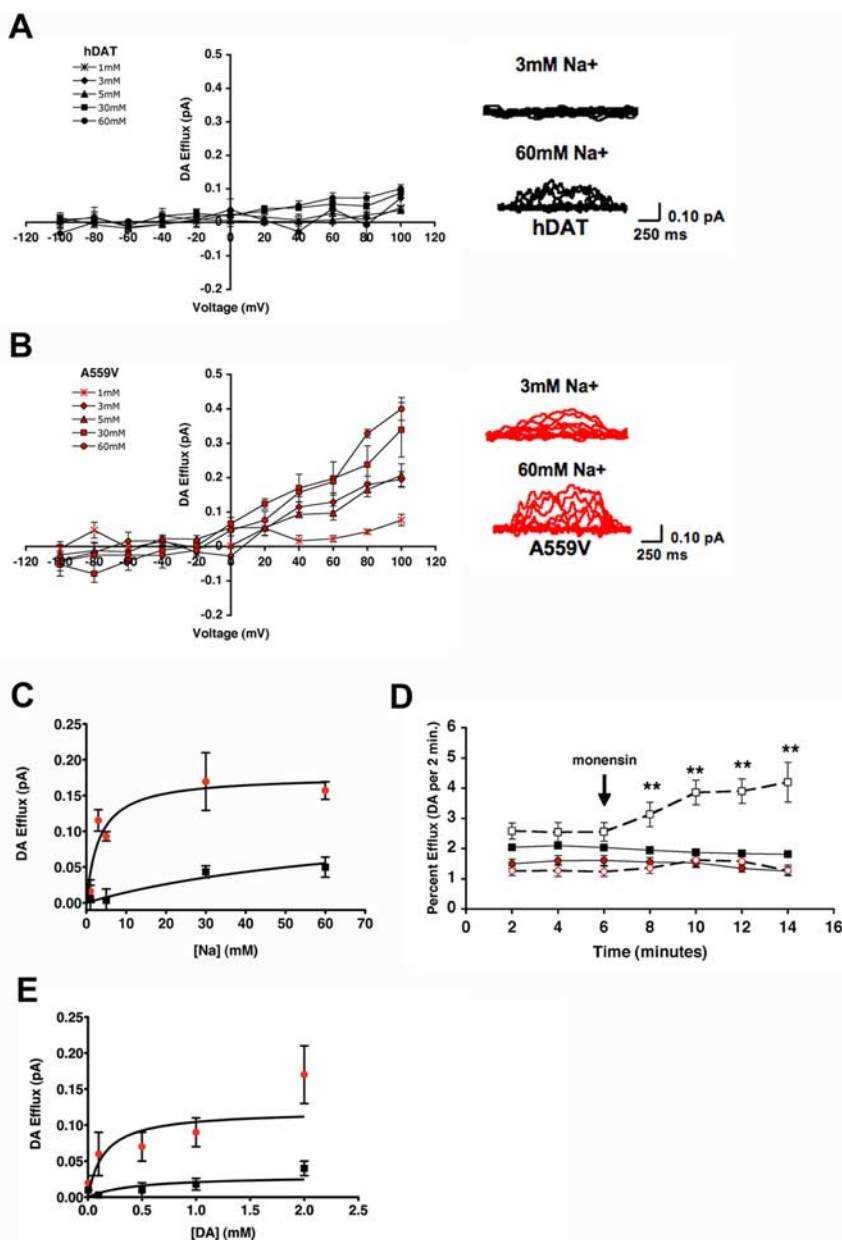 A
hDAT
1mM
3mM
5mM
30mM
60mM
DA Efflux (pA)
0.5
0.4
0.3
0.2
0.1
0
-0.1
-0.2
-120 -100 -80 -60 -40 -20 0 20 40 60 80 100 120
Voltage (mV)
3mM Na+
60mM Na+
hDAT
0.10 pA
250 ms
B
A559V
1mM
3mM
5mM
30mM
60mM
DA Efflux (pA)
0.5
0.4
0.3
0.2
0.1
0
-0.1
-0.2
-120 -100 -80 -60 -40 -20 0 20 40 60 80 100 120
Voltage (mV)
3mM Na+
60mM Na+
A559V
0.10 pA
250 ms
C
DA Efflux (pA)
0.25
0.20
0.15
0.10
0.05
0.00
0 10 20 30 40 50 60 70
[Na] (mM)
D
Percent Efflux (DA per 2 min.)
6
5
4
3
2
1
0
monensin
** ** ** **
2 4 6 8 10 12 14 16
Time (minutes)
E
DA Efflux (pA)
0.25
0.20
0.15
0.10
0.05
0.00
0.0 0.5 1.0 1.5 2.0 2.5
[DA] (mM)